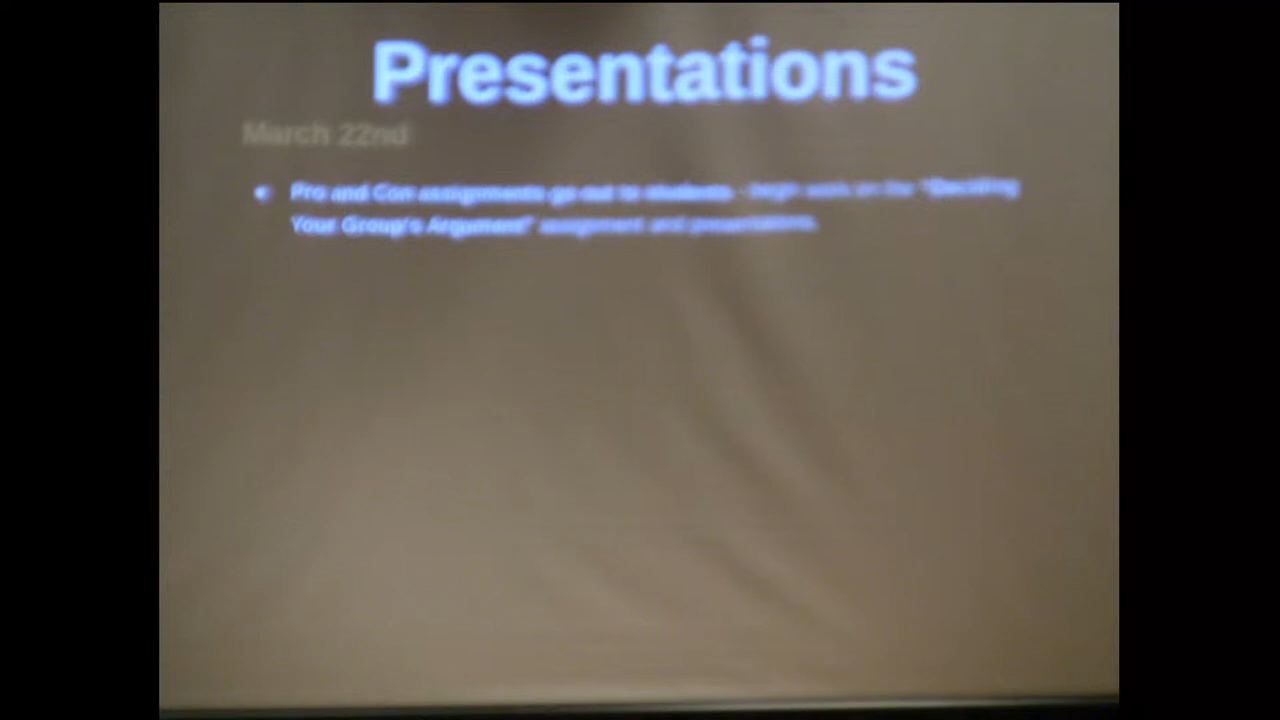 Presentations
March 22nd
Pro and Con assignments go out to students - begin work on the "Deciding
Your Group's Argument" assignment and presentations.